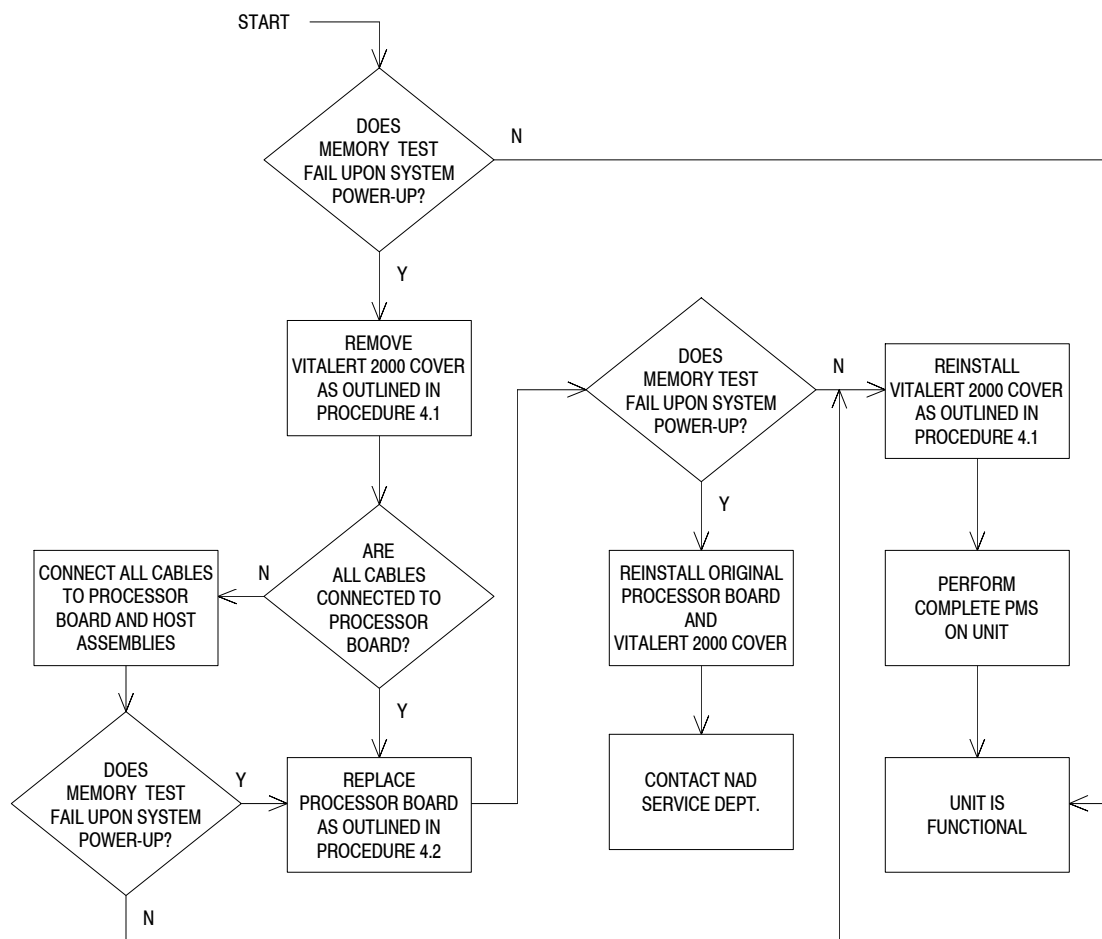 START
DOES
MEMORY TEST
FAIL UPON SYSTEM
POWER-UP?
N
Y
REMOVE
VITALERT 2000 COVER
AS OUTLINED IN
PROCEDURE 4.1
ARE
ALL CABLES
CONNECTED TO
PROCESSOR
BOARD?
N
Y
CONNECT ALL CABLES
TO PROCESSOR
BOARD AND HOST
ASSEMBLIES
DOES
MEMORY TEST
FAIL UPON SYSTEM
POWER-UP?
Y
N
REPLACE
PROCESSOR BOARD
AS OUTLINED IN
PROCEDURE 4.2
DOES
MEMORY TEST
FAIL UPON SYSTEM
POWER-UP?
N
Y
REINSTALL ORIGINAL
PROCESSOR BOARD
AND
VITALERT 2000 COVER
CONTACT NAD
SERVICE DEPT.
REINSTALL
VITALERT 2000 COVER
AS OUTLINED IN
PROCEDURE 4.1
PERFORM
COMPLETE PMS
ON UNIT
UNIT IS
FUNCTIONAL